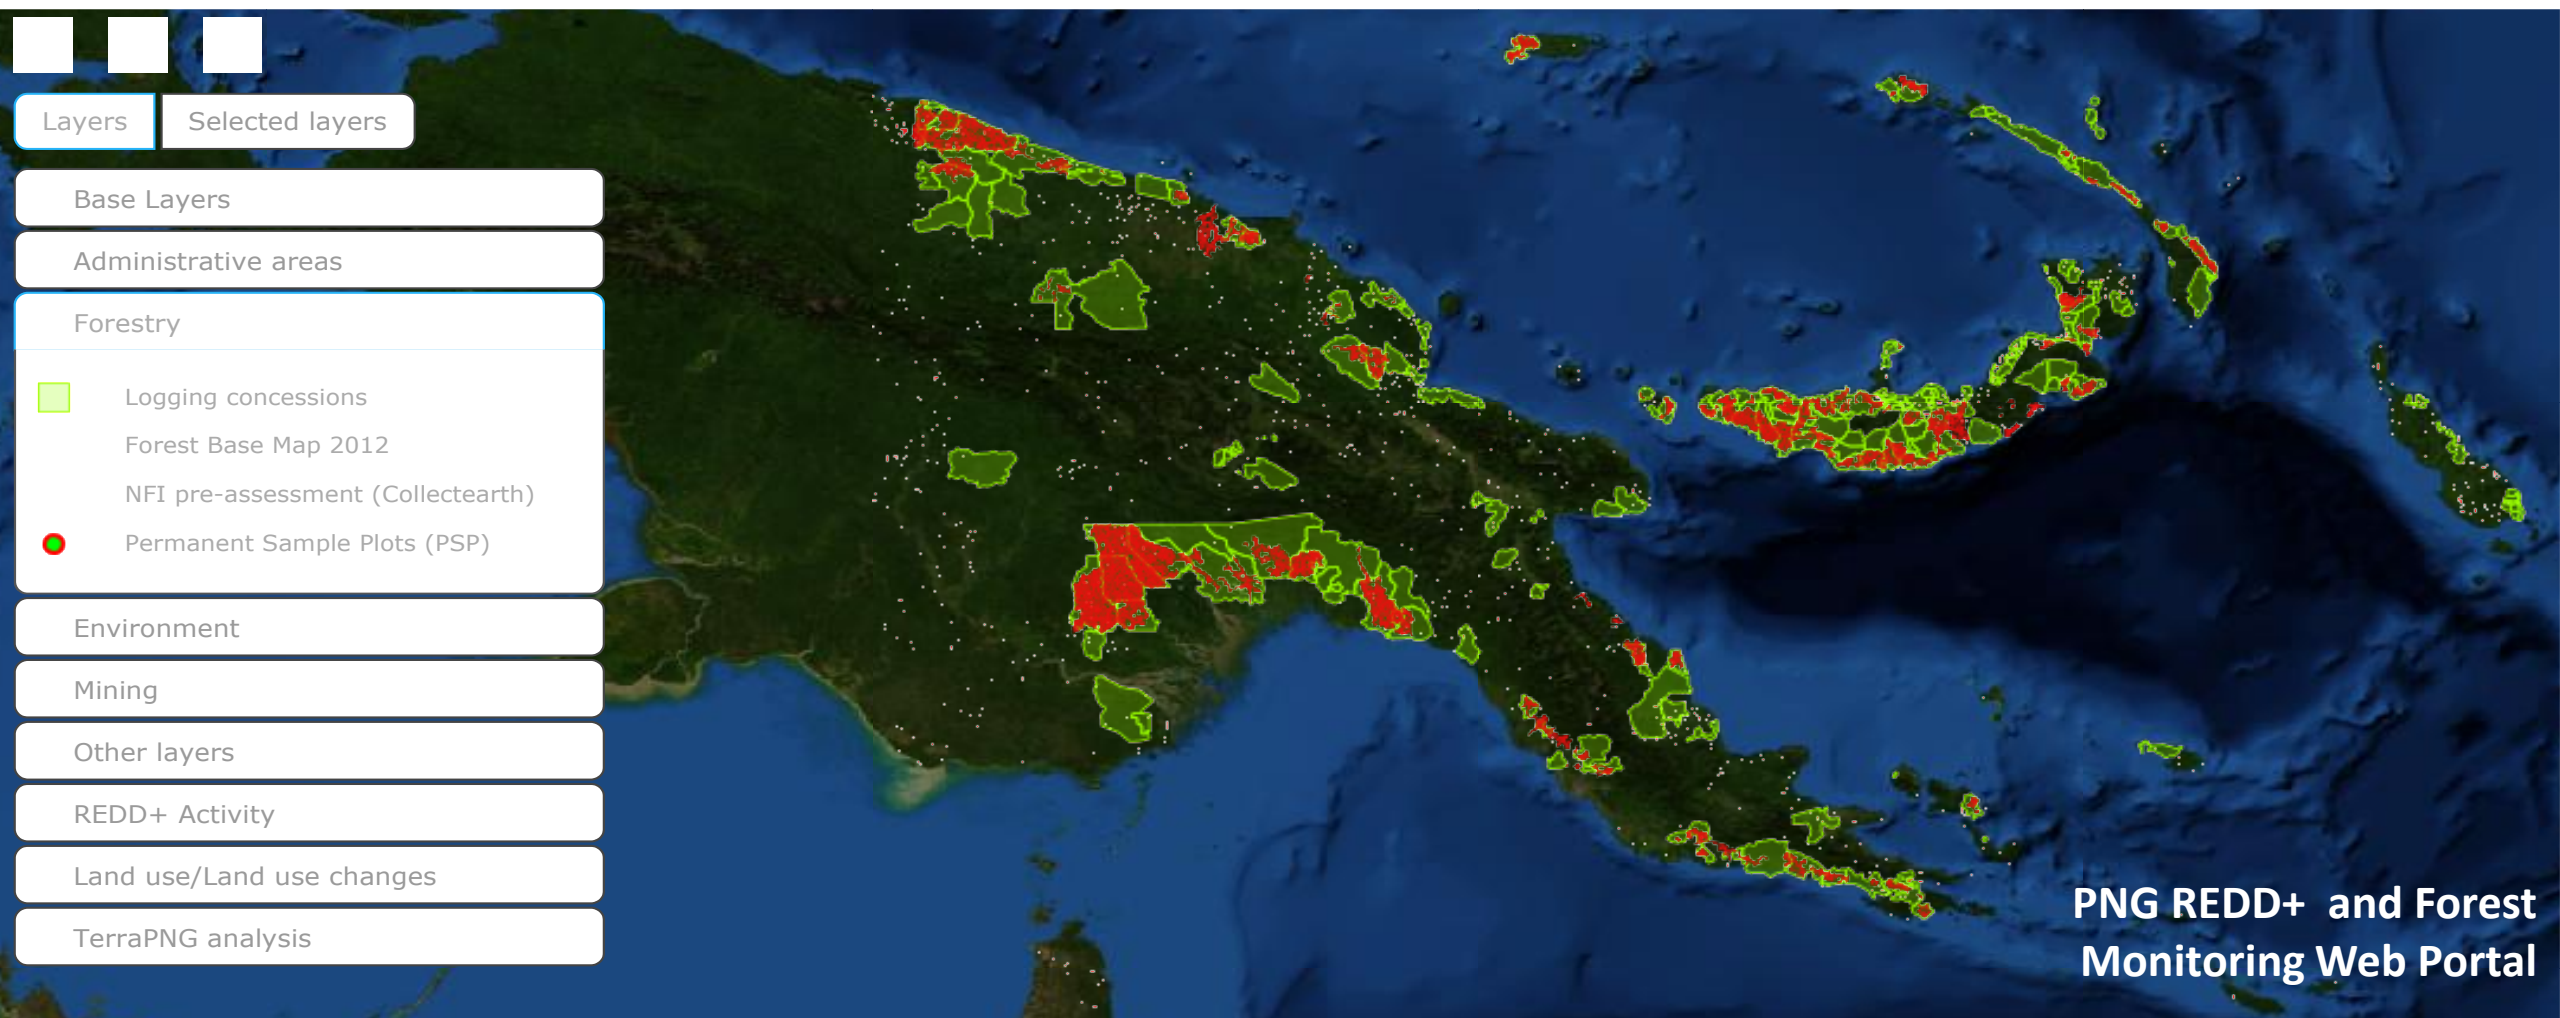 Layers
Selected layers
Base Layers
Administrative areas
Forestry
Logging concessions
Forest Base Map 2012
NFI pre-assessment (Collectearth)
Permanent Sample Plots (PSP)
Environment
Mining
Other layers
REDD+ Activity
Land use/Land use changes
TerraPNG analysis
PNG REDD+ and Forest
Monitoring Web Portal